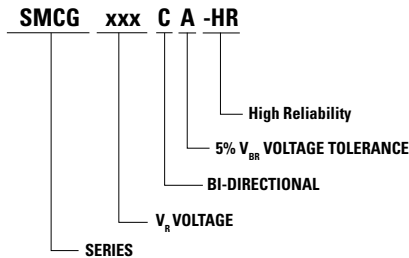 SMCG xxx C A -HR
High Reliability
5% VBR VOLTAGE TOLERANCE
BI-DIRECTIONAL
VR VOLTAGE
SERIES